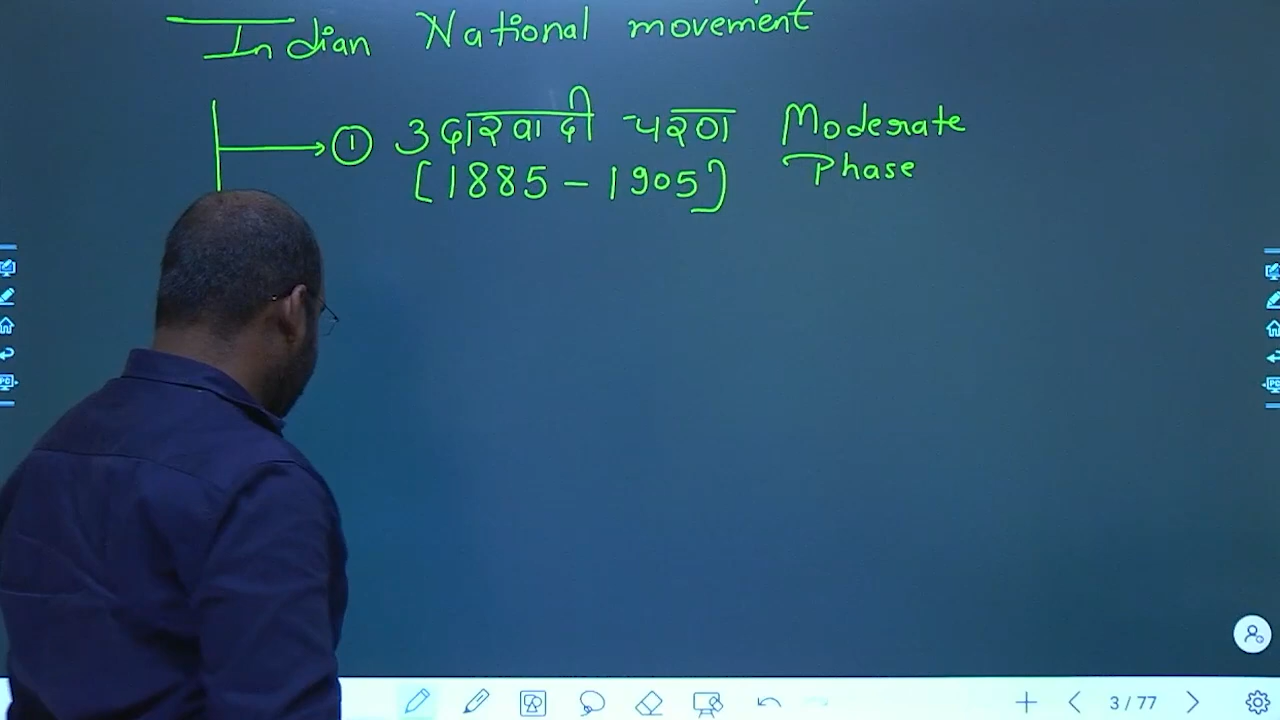 Indian National movement
① उदारवादी चरण Moderate
[1885 - 1905] Phase
3 / 77